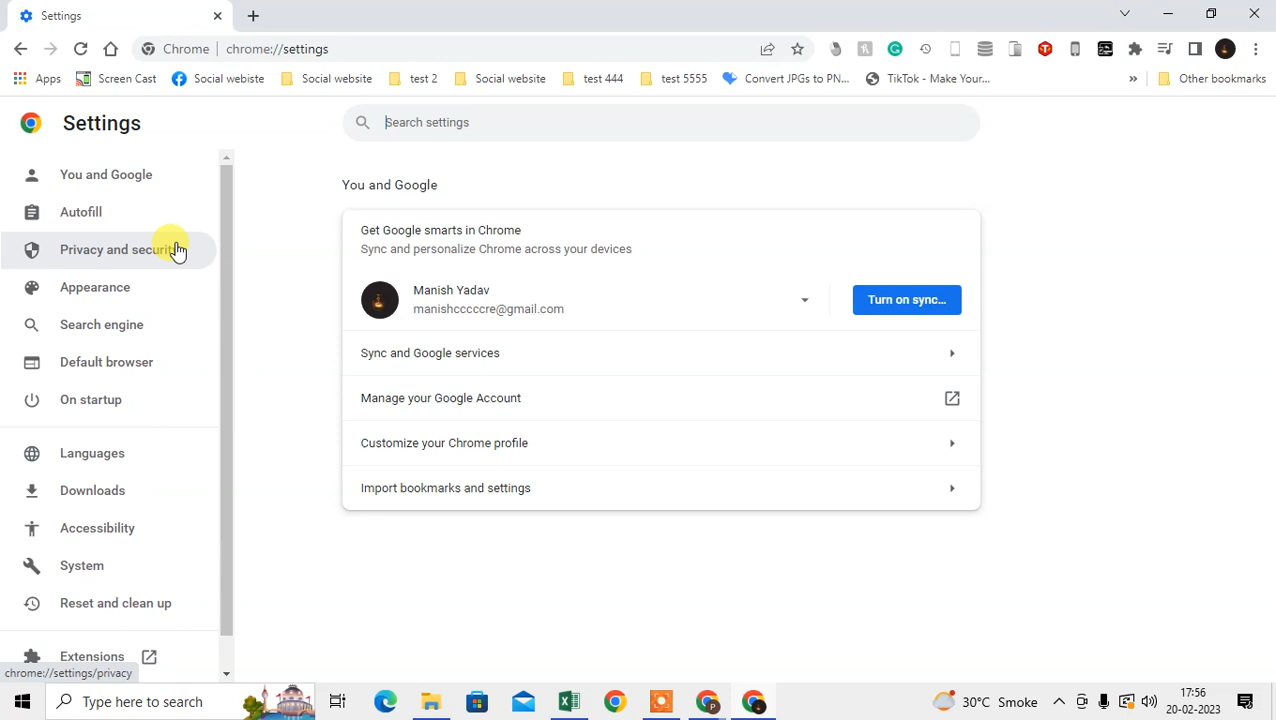 Settings
Chrome | chrome://settings
Apps
Screen Cast
Social webiste
Social website
test 2
Social website
test 444
test 5555
Convert JPGs to PN...
TikTok - Make Your...
»
Other bookmarks
Settings
Search settings
You and Google
Autofill
Privacy and security
Appearance
Search engine
Default browser
On startup
Languages
Downloads
Accessibility
System
Reset and clean up
Extensions
chrome://settings/privacy
You and Google
Get Google smarts in Chrome
Sync and personalize Chrome across your devices
Manish Yadav
manishcccccre@gmail.com
Turn on sync...
Sync and Google services
Manage your Google Account
Customize your Chrome profile
Import bookmarks and settings
Type here to search
30°C Smoke
17:56
20-02-2023